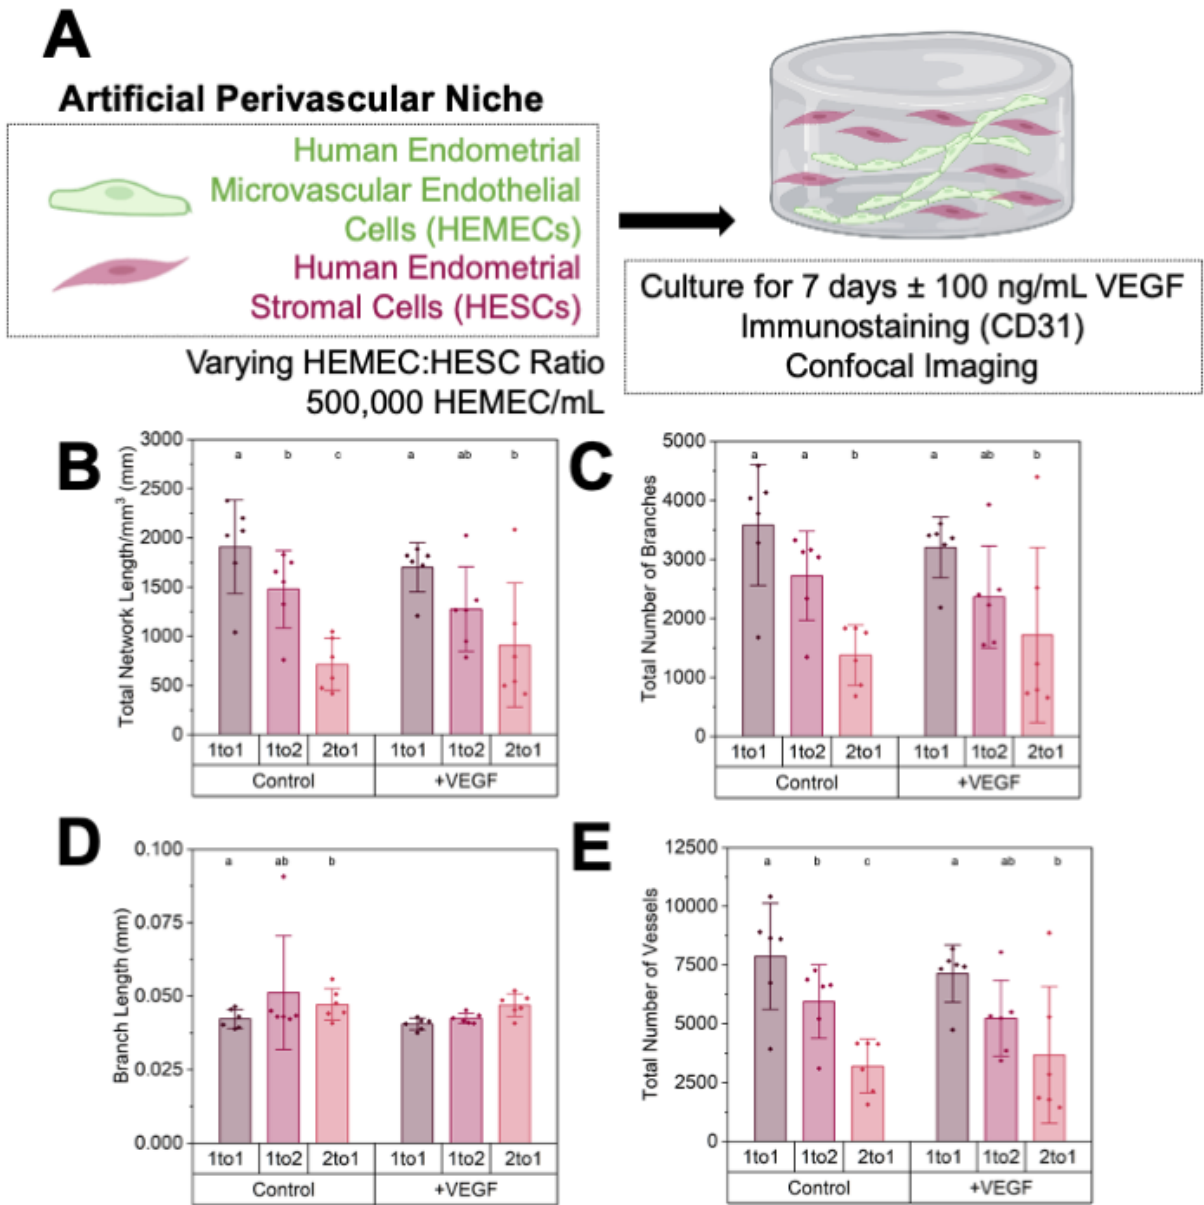 A
Artificial Perivascular Niche
Human Endometrial
Microvascular Endothelial
Cells (HEMECs)
Human Endometrial
Stromal Cells (HESCs)
Varying HEMEC:HESC Ratio
500,000 HEMEC/mL
Culture for 7 days ± 100 ng/mL VEGF
Immunostaining (CD31)
Confocal Imaging
B
Total Network Length/mm³ (mm)
3000
2500
2000
1500
1000
500
0
a b c a ab b
1to1 1to2 2to1 1to1 1to2 2to1
Control +VEGF
C
Total Number of Branches
5000
4000
3000
2000
1000
0
a a b a ab b
1to1 1to2 2to1 1to1 1to2 2to1
Control +VEGF
D
Branch Length (mm)
0.100
0.075
0.050
0.025
0.000
a ab b
1to1 1to2 2to1 1to1 1to2 2to1
Control +VEGF
E
Total Number of Vessels
12500
10000
7500
5000
2500
0
a b c a ab b
1to1 1to2 2to1 1to1 1to2 2to1
Control +VEGF